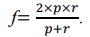 f= 2×p×r / p+r.